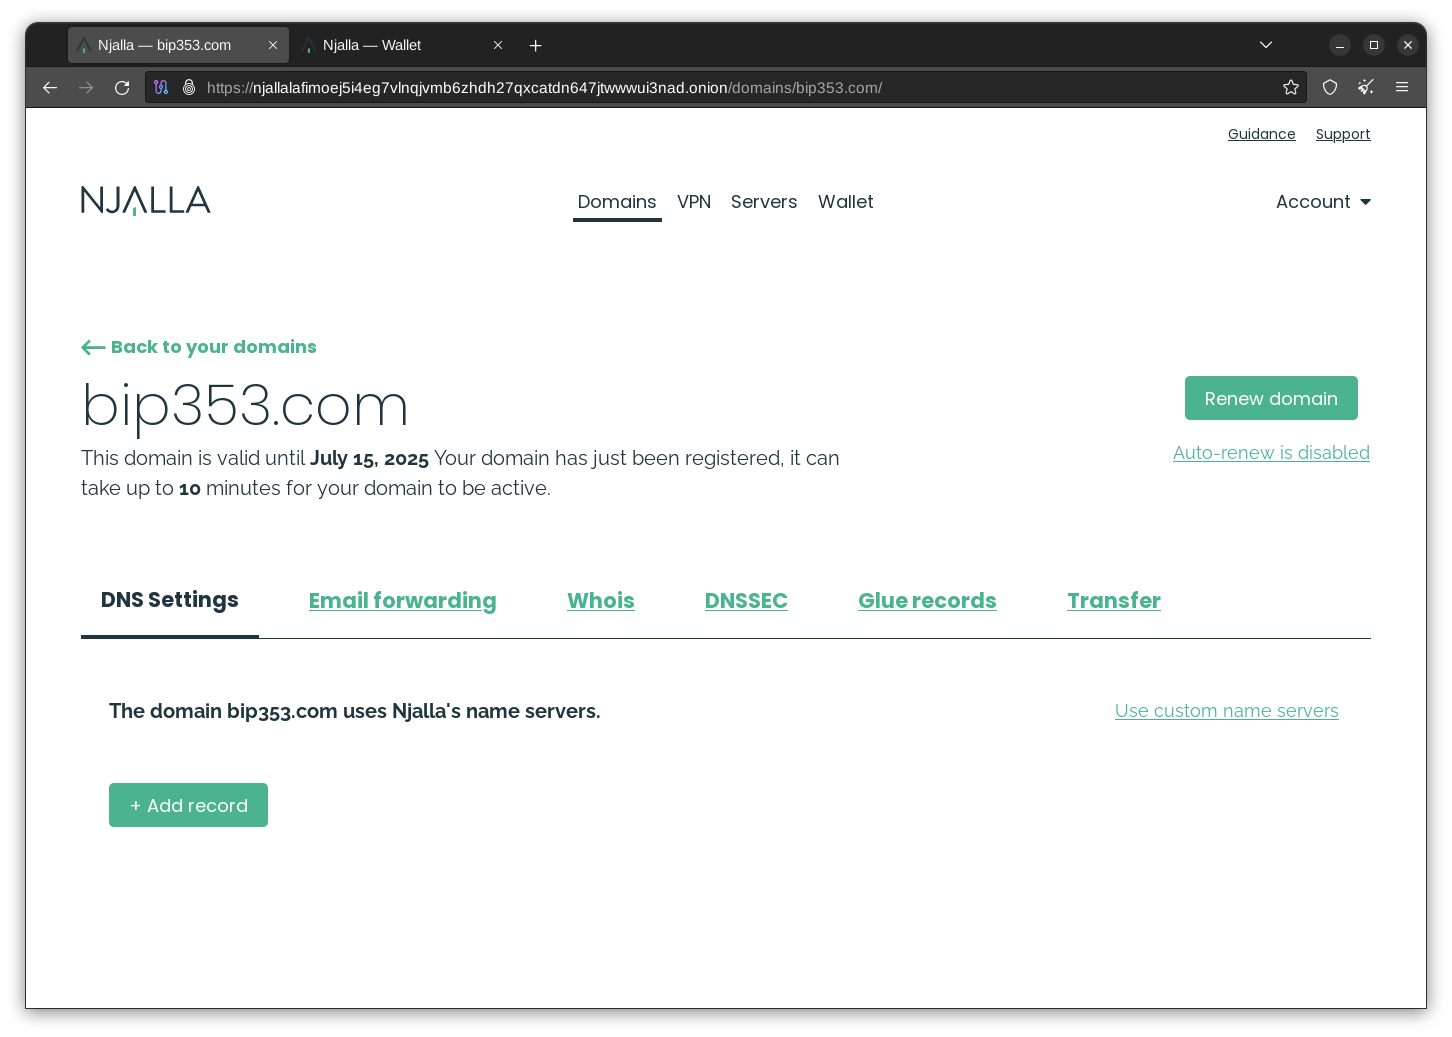 Njalla — bip353.com
Njalla — Wallet
https://njallalafimoej5i4eg7vlnqjvmb6zhdh27qxcatdn647jtwwwui3nad.onion/domains/bip353.com/
Guidance Support
NJALLA
Domains VPN Servers Wallet
Account
Back to your domains
bip353.com
Renew domain
This domain is valid until July 15, 2025 Your domain has just been registered, it can
take up to 10 minutes for your domain to be active.
Auto-renew is disabled
DNS Settings Email forwarding Whois DNSSEC Glue records Transfer
The domain bip353.com uses Njalla's name servers.
Use custom name servers
+ Add record